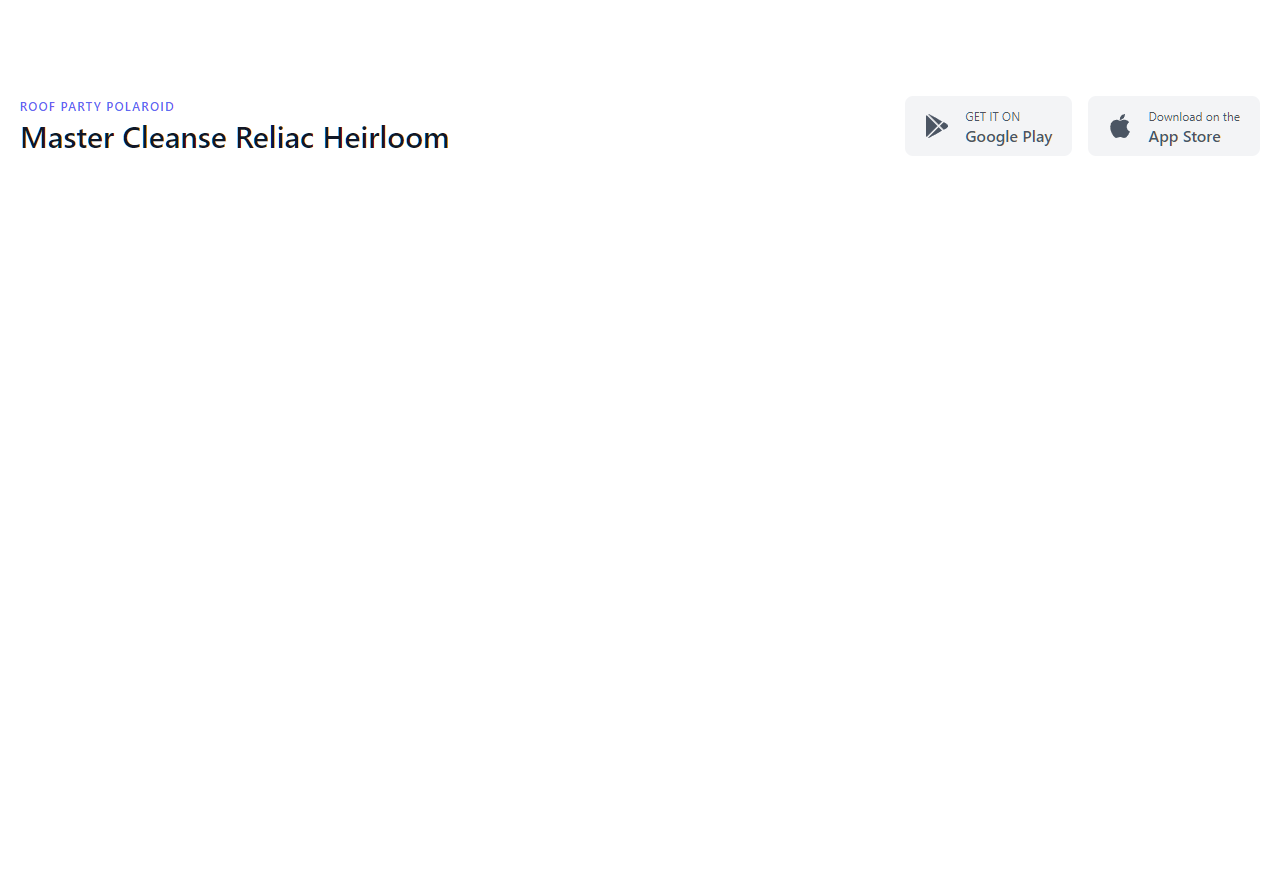 ROOF PARTY POLAROID
Master Cleanse Reliac Heirloom
GET IT ON
Google Play
Download on the
App Store